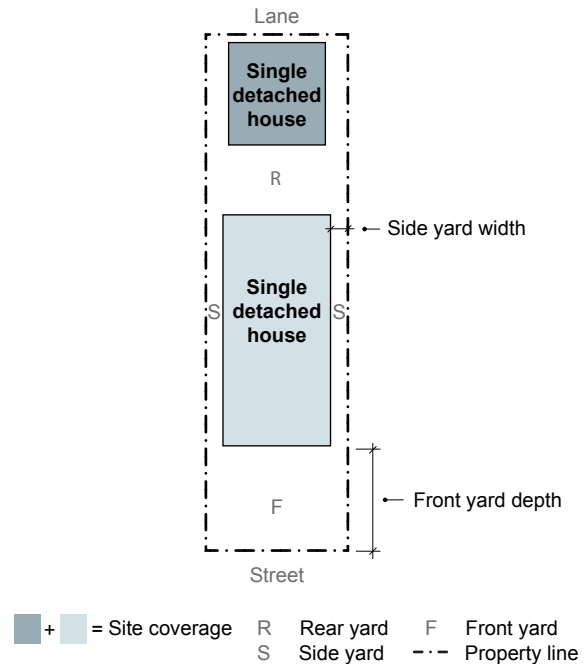 Lane
Single
detached
house
R
Side yard width
Single
detached
house
S
S
Front yard depth
F
Street
+ = Site coverage R Rear yard F Front yard
S Side yard Property line